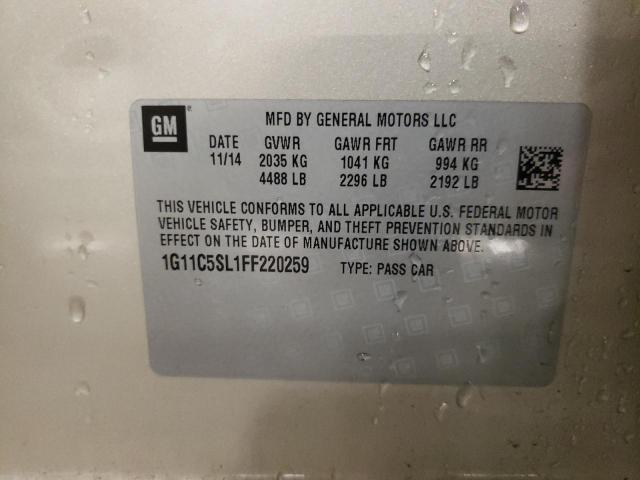 GM
MFD BY GENERAL MOTORS LLC
DATE GVWR GAWR FRT GAWR RR
11/14 2035 KG 1041 KG 994 KG
4488 LB 2296 LB 2192 LB
THIS VEHICLE CONFORMS TO ALL APPLICABLE U.S. FEDERAL MOTOR
VEHICLE SAFETY, BUMPER, AND THEFT PREVENTION STANDARDS IN
EFFECT ON THE DATE OF MANUFACTURE SHOWN ABOVE.
1G11C5SL1FF220259 TYPE: PASS CAR